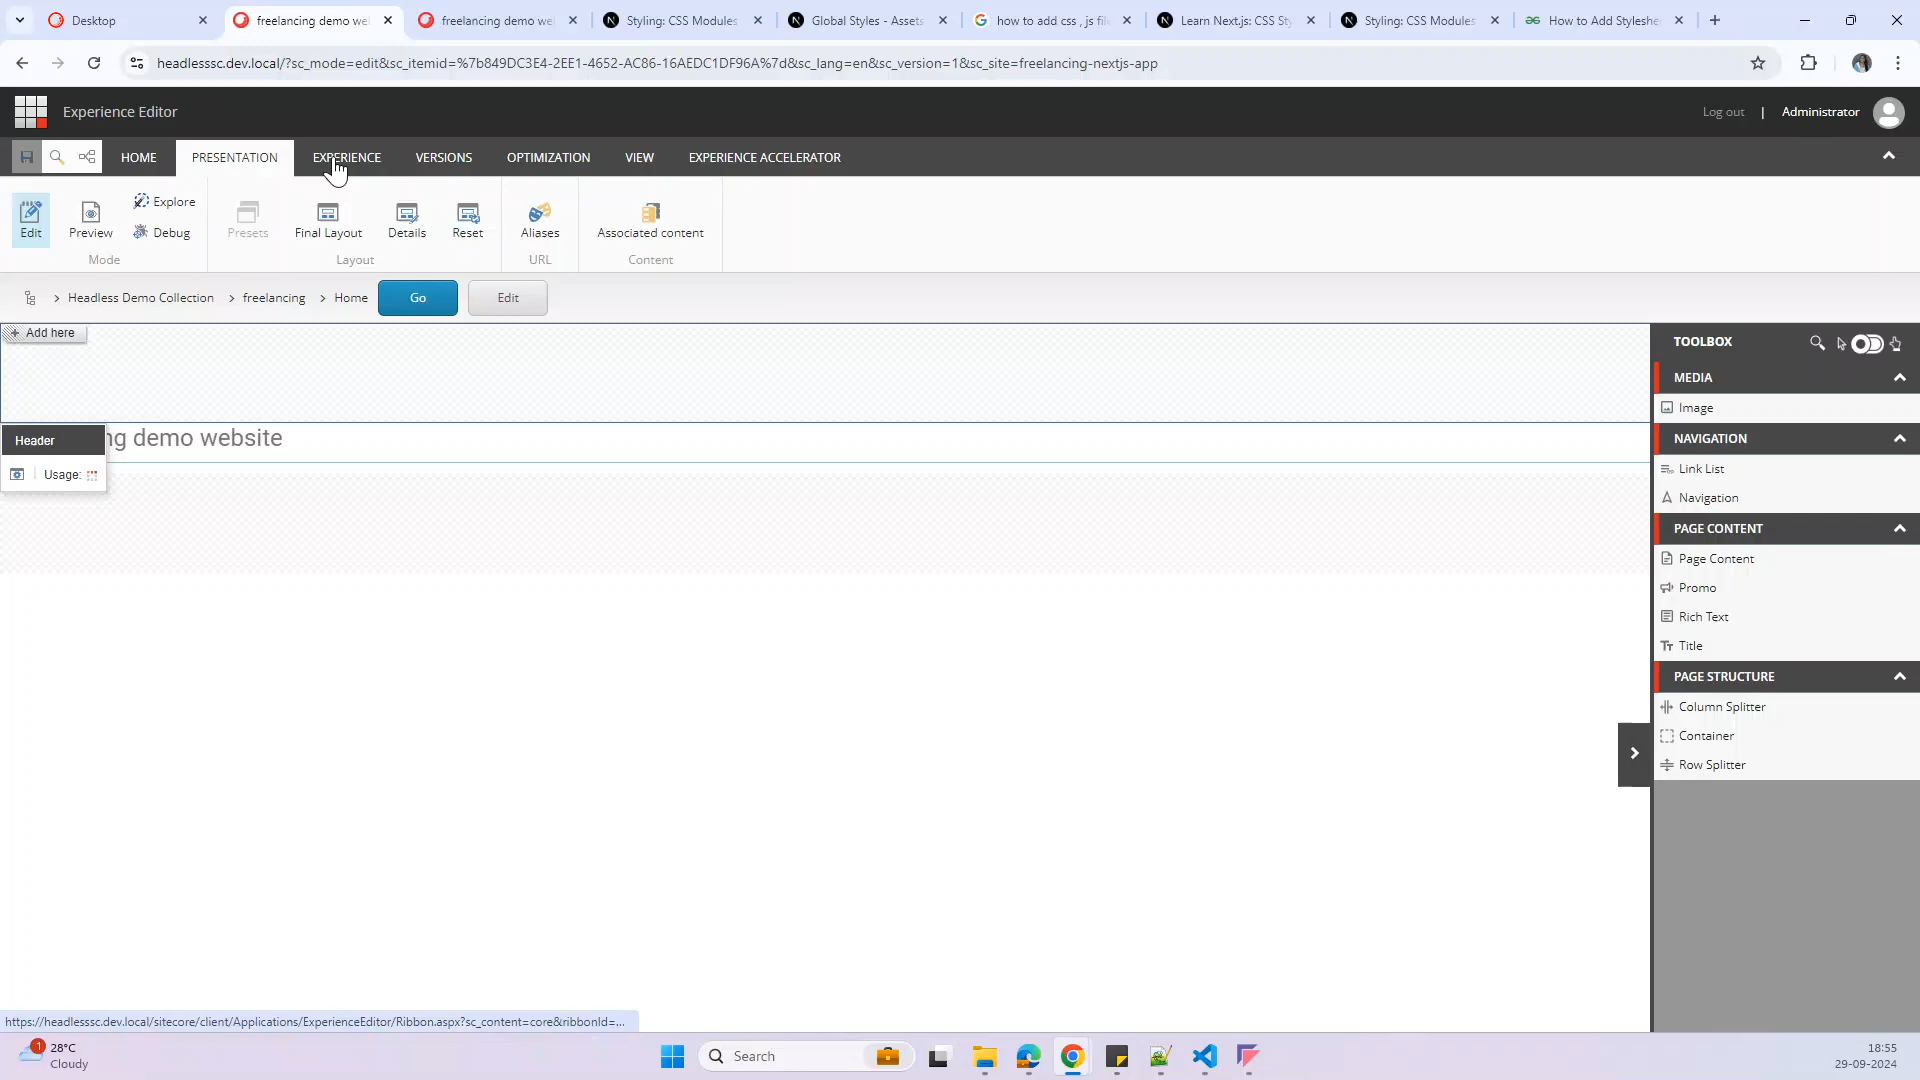 Desktop
freelancing demo we
freelancing demo we
Styling: CSS Modules
Global Styles - Assets
how to add css , js fil
Learn Next.js: CSS St
Styling: CSS Modules
How to Add Styleshe
headlesssc.dev.local/?sc_mode=edit&sc_itemid=%7b849DC3E4-2EE1-4652-AC86-16AEDC1DF96A%7d&sc_lang=en&sc_version=1&sc_site=freelancing-nextjs-app
Experience Editor
Log out | Administrator
HOME
PRESENTATION
EXPERIENCE
VERSIONS
OPTIMIZATION
VIEW
EXPERIENCE ACCELERATOR
Edit
Preview
Explore
Debug
Mode
Presets
Final Layout
Details
Reset
Layout
Aliases
URL
Associated content
Content
Headless Demo Collection > freelancing > Home
Go
Edit
+ Add here
Header
ng demo website
Usage:
TOOLBOX
MEDIA
Image
NAVIGATION
Link List
Navigation
PAGE CONTENT
Page Content
Promo
Rich Text
Title
PAGE STRUCTURE
Column Splitter
Container
Row Splitter
https://headlesssc.dev.local/sitecore/client/Applications/ExperienceEditor/Ribbon.aspx?sc_content=core&ribbonId=...
1
28°C
Cloudy
Search
18:55
29-09-2024